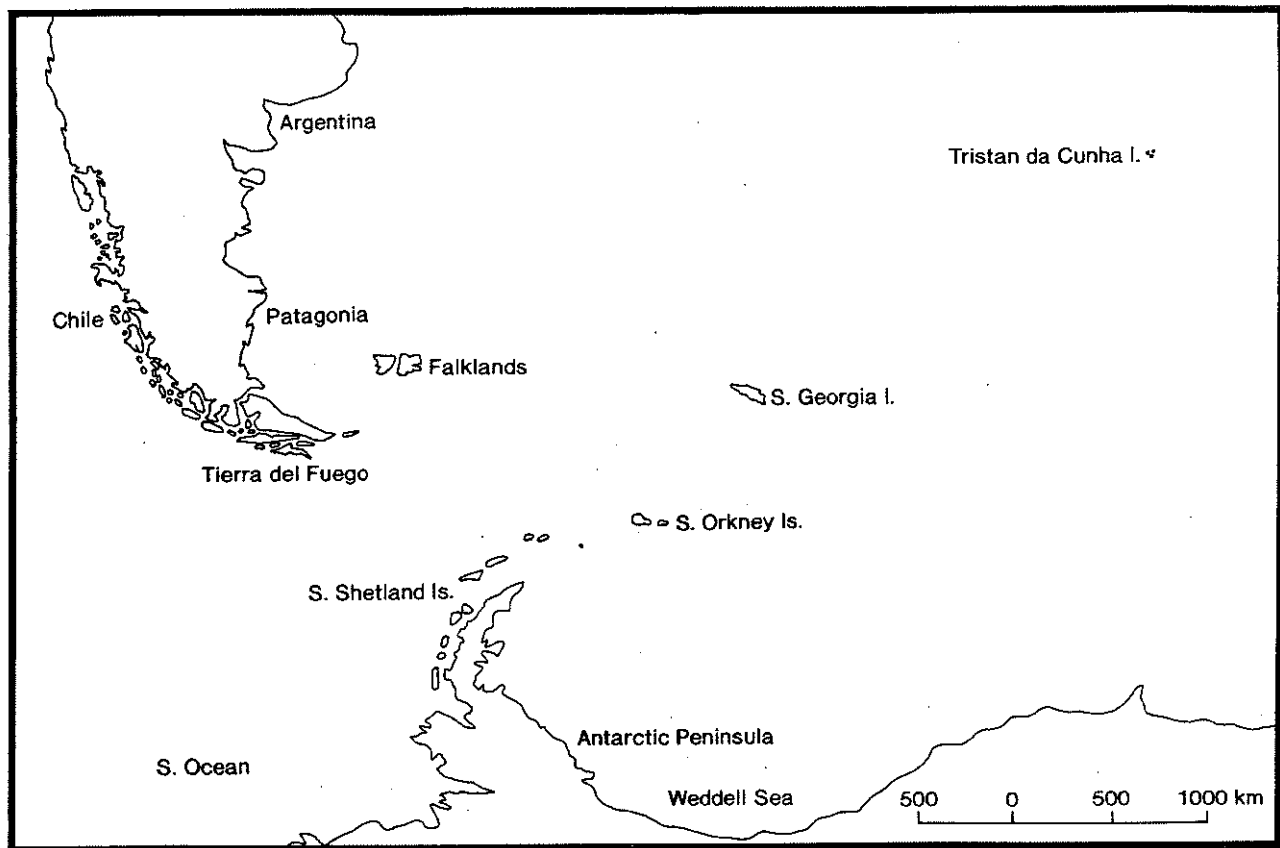 Argentina
Tristan da Cunha I.
Chile
Patagonia
Falklands
S. Georgia I.
Tierra del Fuego
S. Orkney Is.
S. Shetland Is.
Antarctic Peninsula
S. Ocean
Weddell Sea
500 0 500 1000 km